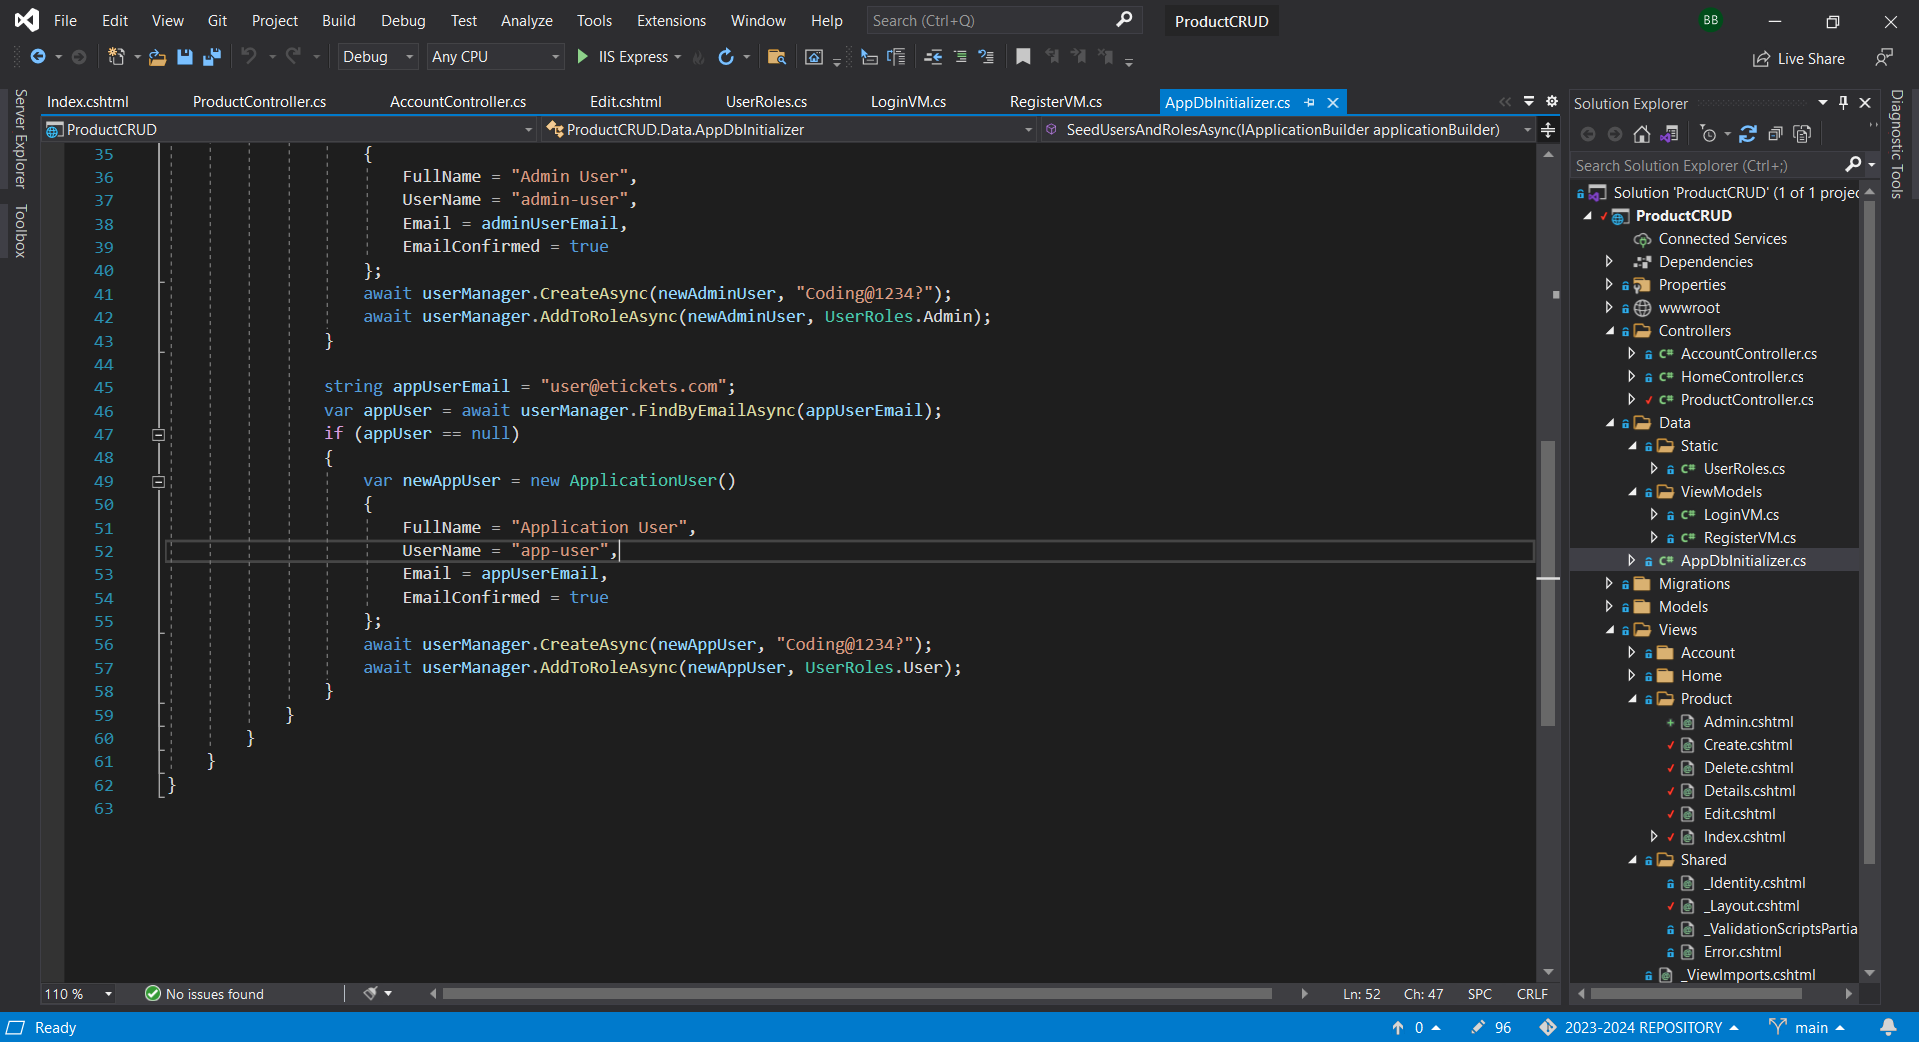 File Edit View Git Project Build Debug Test Analyze Tools Extensions Window Help Search (Ctrl+Q) ProductCRUD BB
Debug Any CPU IIS Express Live Share
Server Explorer
Toolbox
Index.cshtml ProductController.cs AccountController.cs Edit.cshtml UserRoles.cs LoginVM.cs RegisterVM.cs AppDbInitializer.cs
ProductCRUD ProductCRUD.Data.AppDbInitializer SeedUsersAndRolesAsync(IApplicationBuilder applicationBuilder)
35 {
36 FullName = "Admin User",
37 UserName = "admin-user",
38 Email = adminUserEmail,
39 EmailConfirmed = true
40 };
41 await userManager.CreateAsync(newAdminUser, "Coding@1234?");
42 await userManager.AddToRoleAsync(newAdminUser, UserRoles.Admin);
43 }
44
45 string appUserEmail = "user@etickets.com";
46 var appUser = await userManager.FindByEmailAsync(appUserEmail);
47 if (appUser == null)
48 {
49 var newAppUser = new ApplicationUser()
50 {
51 FullName = "Application User",
52 UserName = "app-user",
53 Email = appUserEmail,
54 EmailConfirmed = true
55 };
56 await userManager.CreateAsync(newAppUser, "Coding@1234?");
57 await userManager.AddToRoleAsync(newAppUser, UserRoles.User);
58 }
59 }
60 }
61 }
62 }
63
110 % No issues found Ln: 52 Ch: 47 SPC CRLF
Solution Explorer
Search Solution Explorer (Ctrl+;)
Solution 'ProductCRUD' (1 of 1 projec
ProductCRUD
Connected Services
Dependencies
Properties
wwwroot
Controllers
C# AccountController.cs
C# HomeController.cs
C# ProductController.cs
Data
Static
C# UserRoles.cs
ViewModels
C# LoginVM.cs
C# RegisterVM.cs
C# AppDbInitializer.cs
Migrations
Models
Views
Account
Home
Product
Admin.cshtml
Create.cshtml
Delete.cshtml
Details.cshtml
Edit.cshtml
Index.cshtml
Shared
_Identity.cshtml
_Layout.cshtml
_ValidationScriptsPartia
Error.cshtml
_ViewImports.cshtml
Diagnostic Tools
Ready 0 96 2023-2024 REPOSITORY main